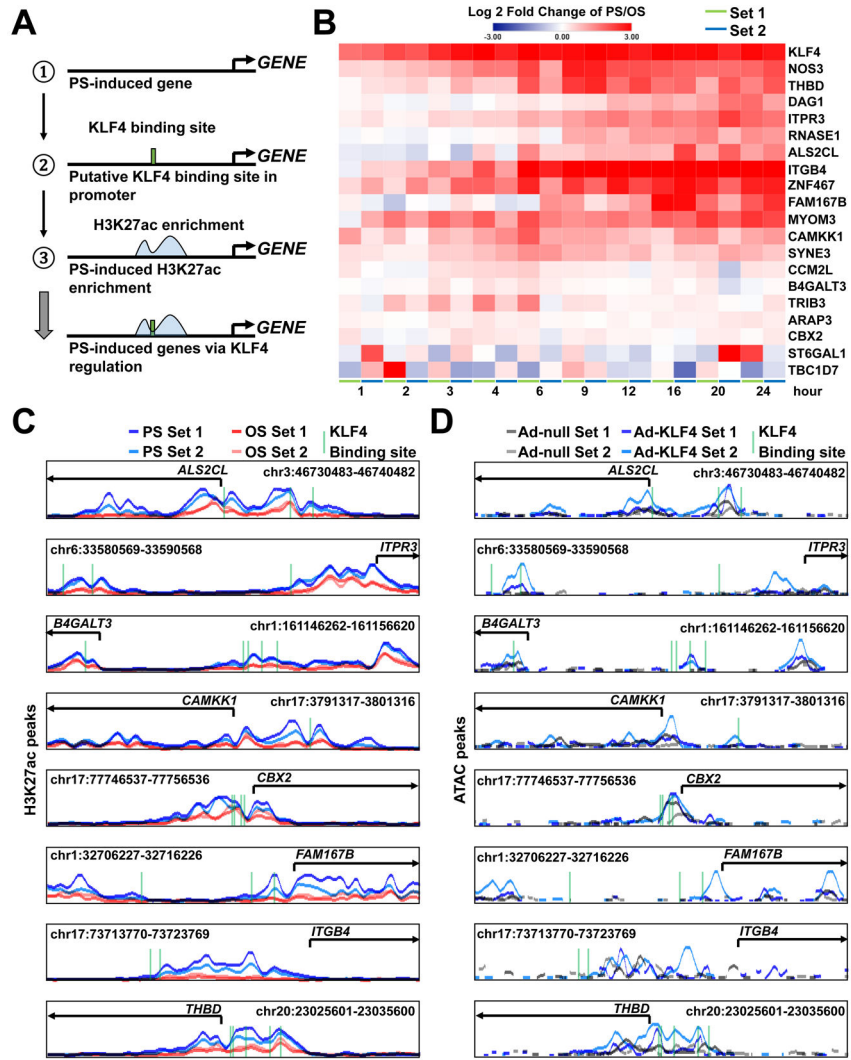 A
1
GENE
PS-induced gene
KLF4 binding site
2
GENE
Putative KLF4 binding site in
promoter
H3K27ac enrichment
3
GENE
PS-induced H3K27ac
enrichment
GENE
PS-induced genes via KLF4
regulation
B
Log 2 Fold Change of PS/OS
-3.00 0.00 3.00
Set 1
Set 2
KLF4
NOS3
THBD
DAG1
ITPR3
RNASE1
ALS2CL
ITGB4
ZNF467
FAM167B
MYOM3
CAMKK1
SYNE3
CCM2L
B4GALT3
TRIB3
ARAP3
CBX2
ST6GAL1
TBC1D7
1 2 3 4 6 9 12 16 20 24 hour
C
PS Set 1 OS Set 1 KLF4
PS Set 2 OS Set 2 Binding site
H3K27ac peaks
ALS2CL chr3:46730483-46740482
chr6:33580569-33590568 ITPR3
B4GALT3 chr1:161146262-161156620
CAMKK1 chr17:3791317-3801316
chr17:77746537-77756536 CBX2
chr1:32706227-32716226 FAM167B
chr17:73713770-73723769 ITGB4
THBD chr20:23025601-23035600
D
Ad-null Set 1 Ad-KLF4 Set 1 KLF4
Ad-null Set 2 Ad-KLF4 Set 2 Binding site
ATAC peaks
ALS2CL chr3:46730483-46740482
chr6:33580569-33590568 ITPR3
B4GALT3 chr1:161146262-161156620
CAMKK1 chr17:3791317-3801316
chr17:77746537-77756536 CBX2
chr1:32706227-32716226 FAM167B
chr17:73713770-73723769 ITGB4
THBD chr20:23025601-23035600